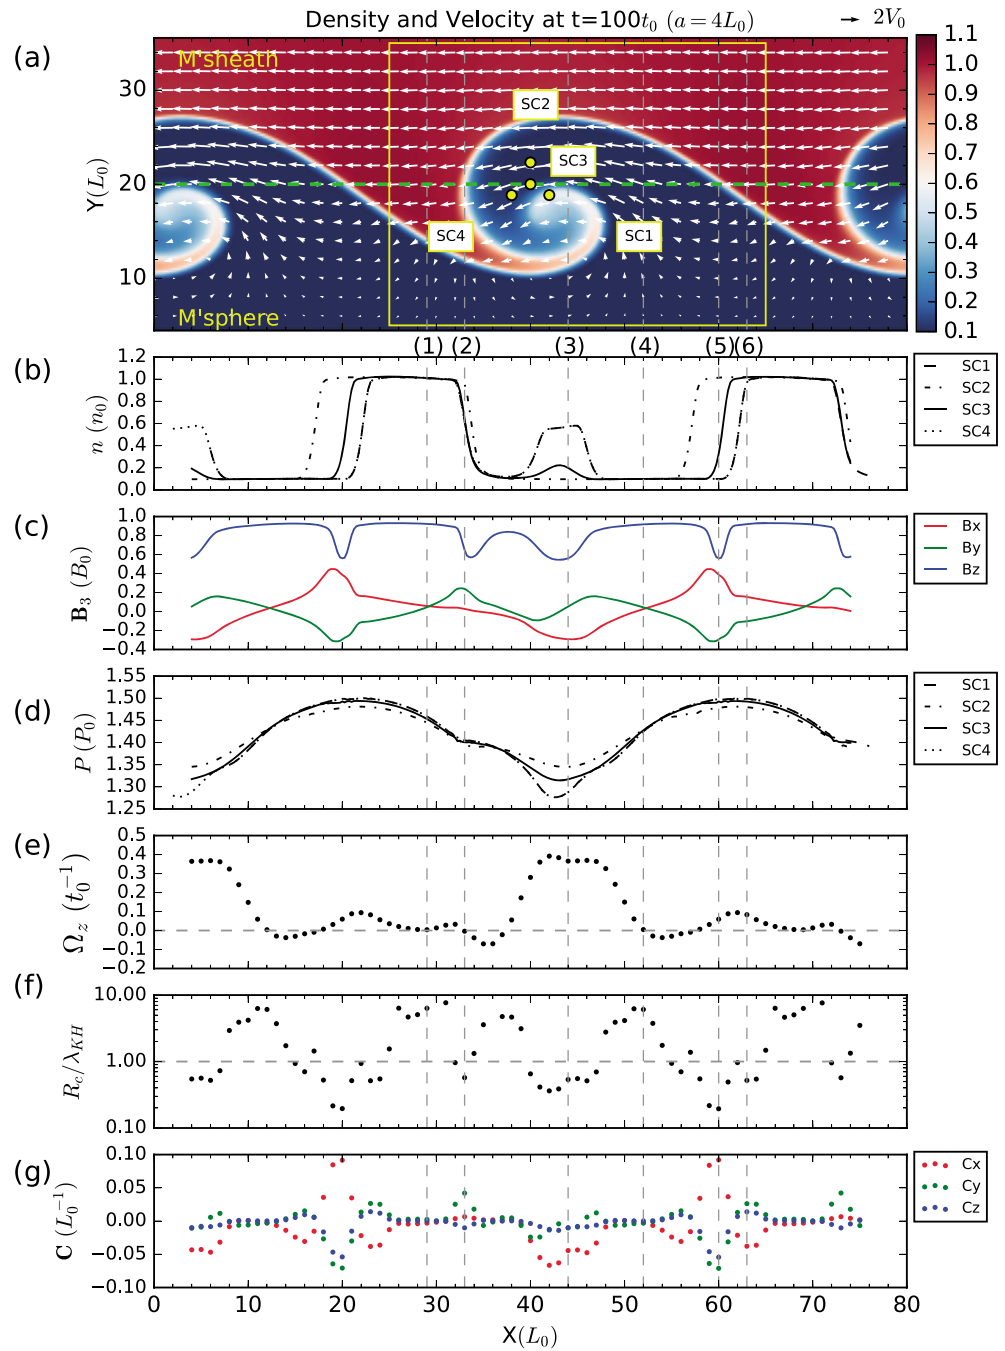 Density and Velocity at t=100t₀ (a = 4L₀)
2V₀
(a)
M'sheath
M'sphere
SC2
SC3
SC4
SC1
Y(L₀)
30
20
10
1.1
1.0
0.9
0.8
0.7
0.6
0.5
0.4
0.3
0.2
0.1
(1) (2) (3) (4) (5) (6)
(b)
n (n₀)
1.2
1.0
0.8
0.6
0.4
0.2
0.0
SC1
SC2
SC3
SC4
(c)
B₃ (B₀)
1.0
0.8
0.6
0.4
0.2
0.0
−0.2
−0.4
Bx
By
Bz
(d)
P (P₀)
1.55
1.50
1.45
1.40
1.35
1.30
1.25
SC1
SC2
SC3
SC4
(e)
Ω_z (t₀⁻¹)
0.5
0.4
0.3
0.2
0.1
0.0
−0.1
−0.2
(f)
R_c/λ_KH
10.00
1.00
0.10
(g)
C (L₀⁻¹)
0.10
0.05
0.00
−0.05
−0.10
Cx
Cy
Cz
0 10 20 30 40 50 60 70 80
X(L₀)